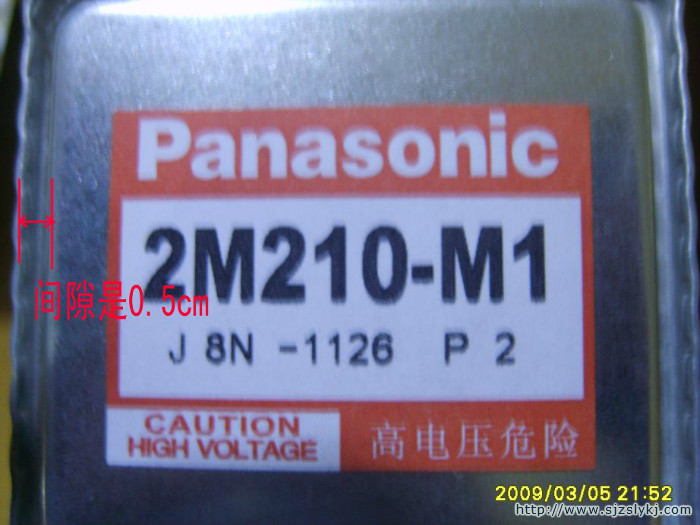 Panasonic
2M210-M1
间隙是0.5cm
J 8N -1126 P 2
CAUTION
HIGH VOLTAGE
高电压危险
2009/03/05 21:52
http://www.sjzslykj.com